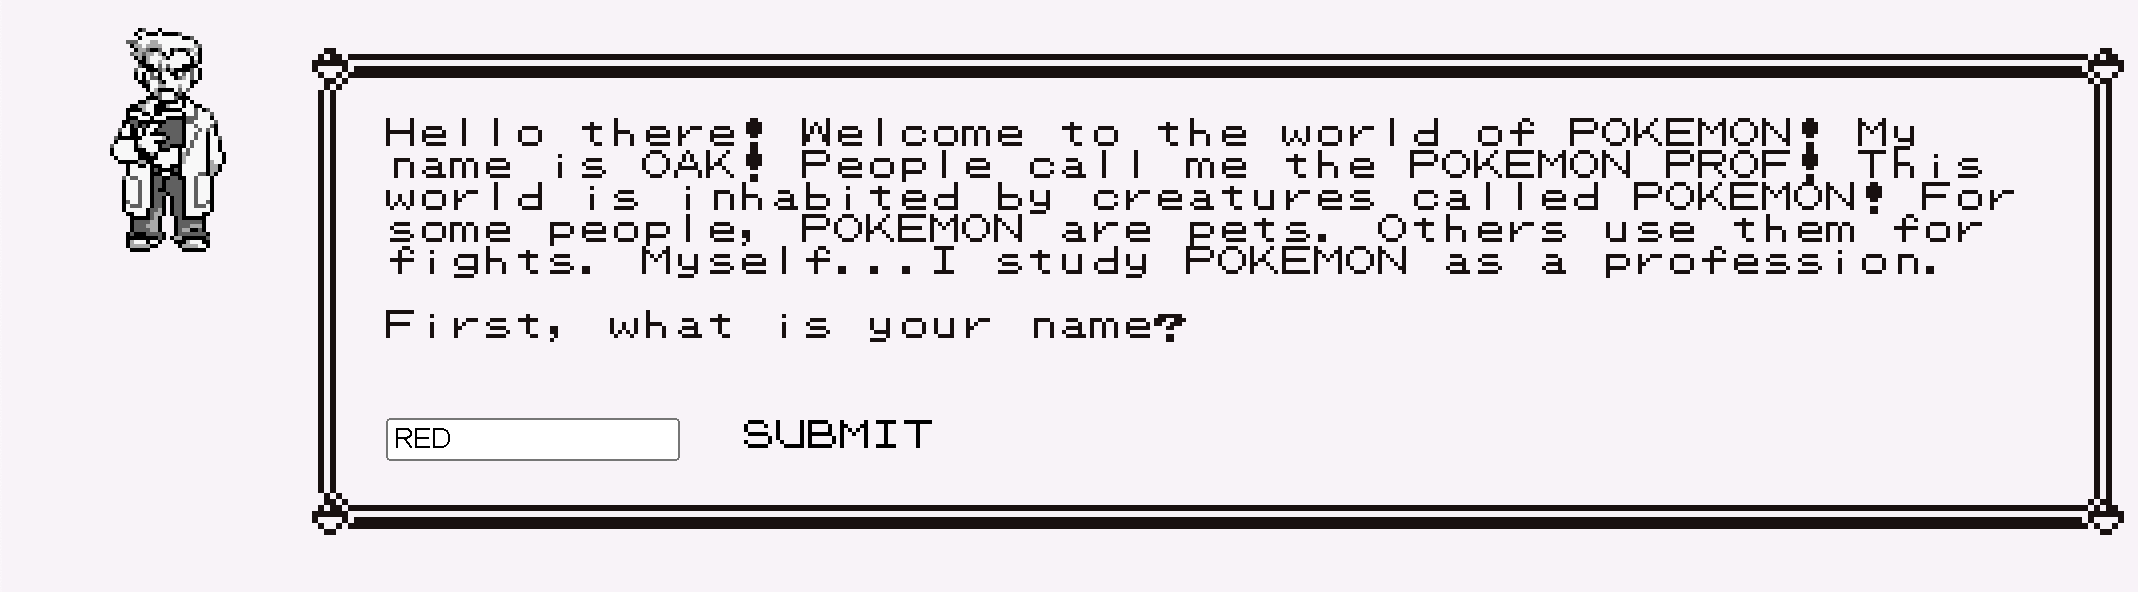 Hello there! Welcome to the world of POKEMON! My
name is OAK! People call me the POKEMON PROF! This
world is inhabited by creatures called POKEMON! For
some people, POKEMON are pets. Others use them for
fights. Myself...I study POKEMON as a profession.
First, what is your name?
RED SUBMIT